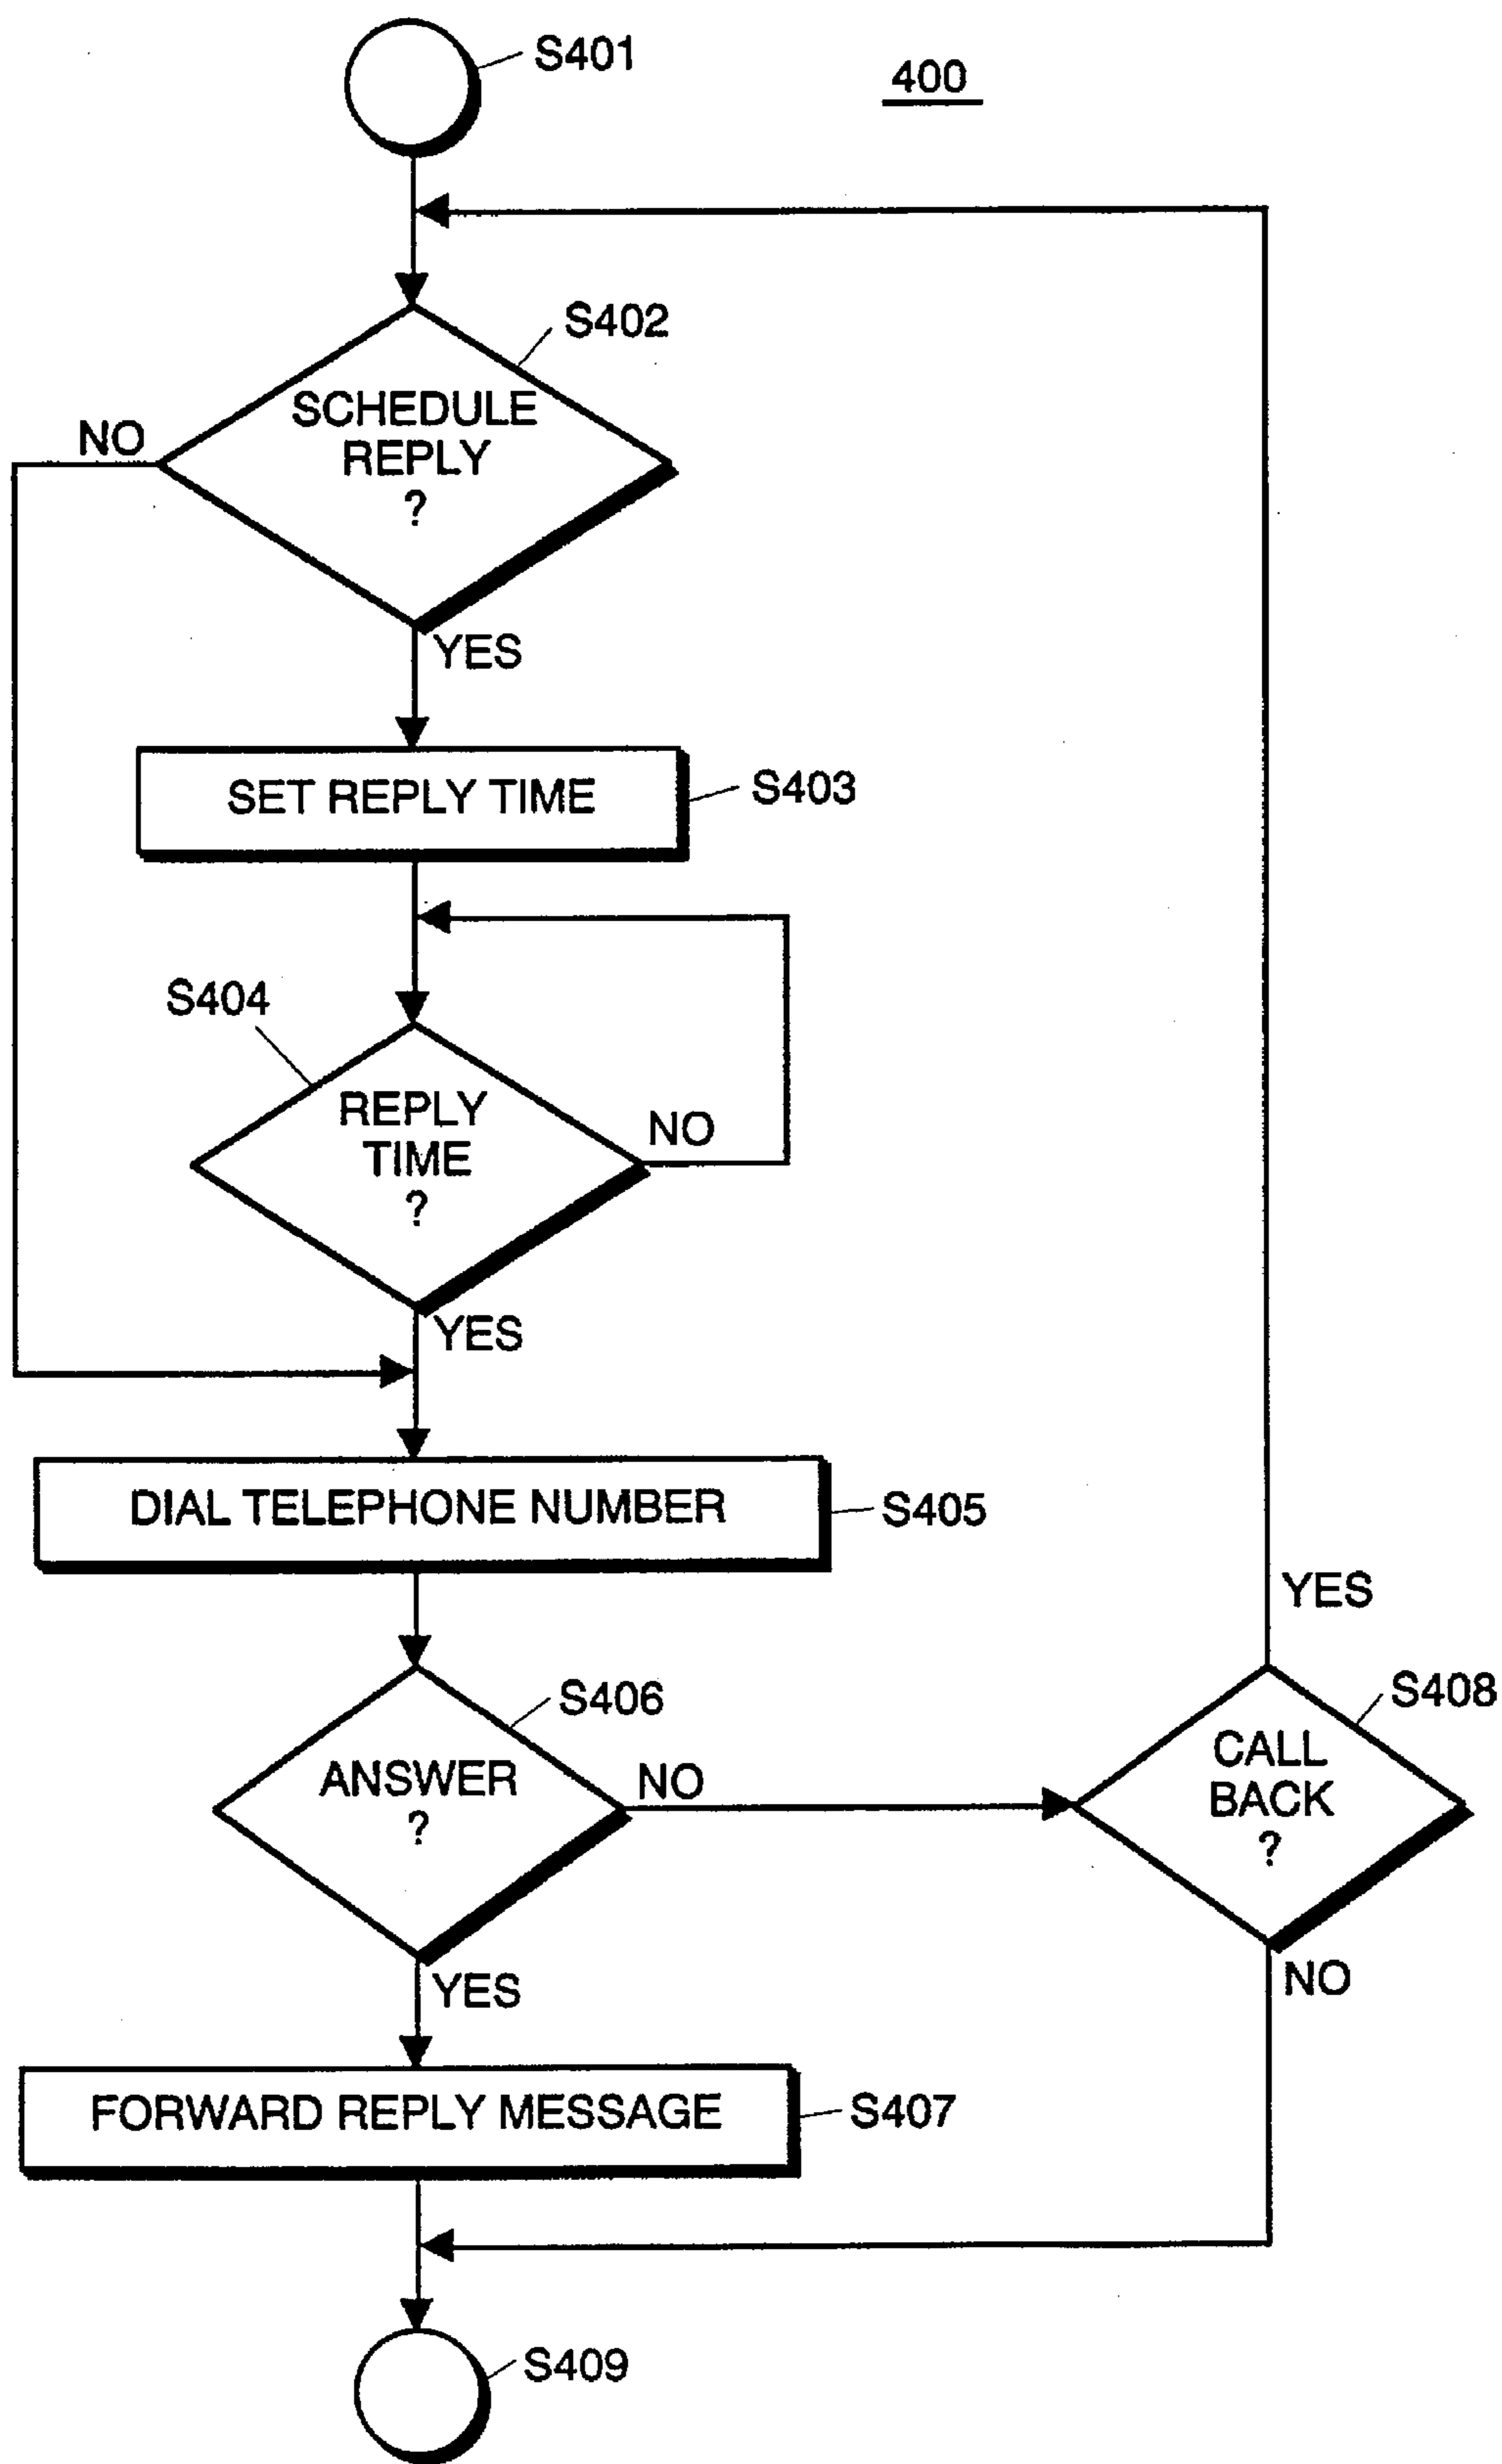 S401
400
S402
SCHEDULE
REPLY
?
NO
YES
SET REPLY TIME
S403
S404
REPLY
TIME
?
NO
YES
DIAL TELEPHONE NUMBER
S405
YES
S406
ANSWER
?
NO
S408
CALL
BACK
?
YES
NO
FORWARD REPLY MESSAGE
S407
S409